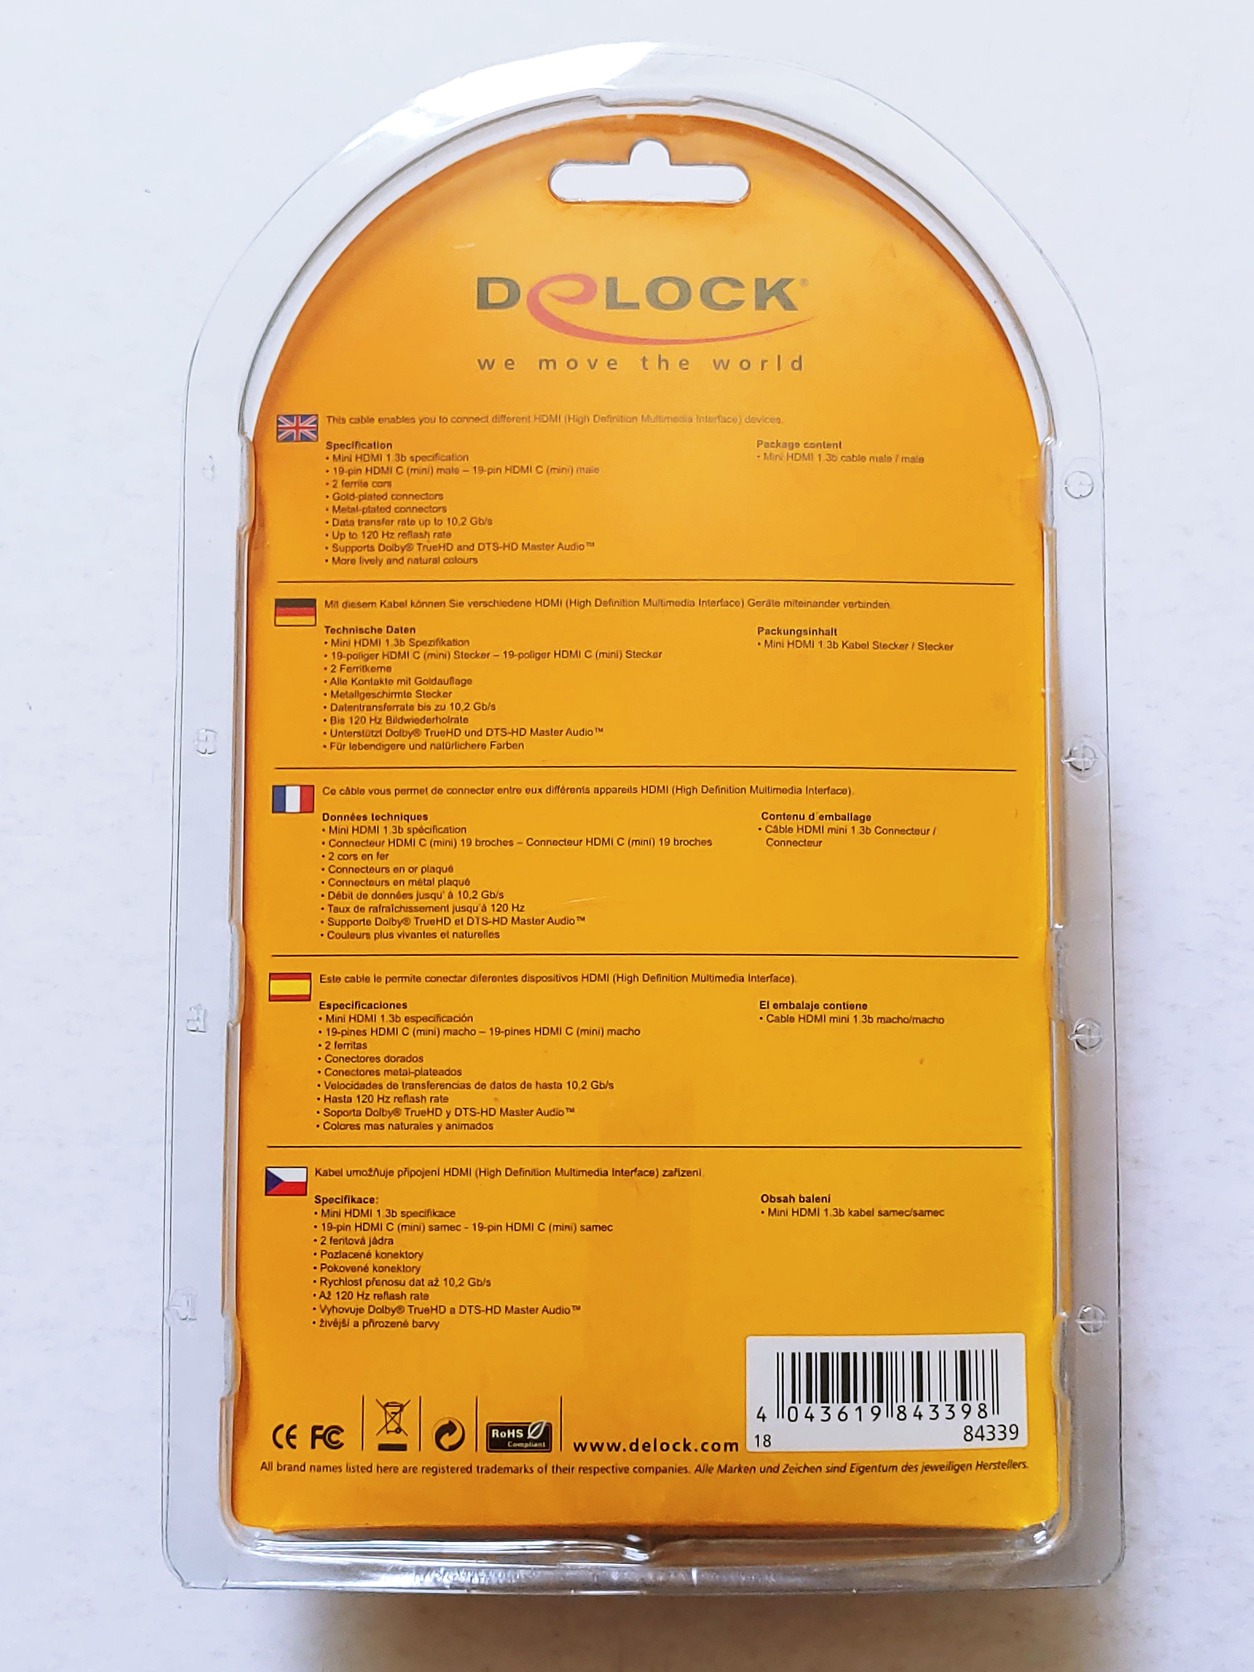 DeLOCK®
we move the world
This cable enables you to connect different HDMI (High Definition Multimedia Interface) devices.
Specification
• Mini HDMI 1.3b specification
• 19-pin HDMI C (mini) male – 19-pin HDMI C (mini) male
• 2 ferrite cors
• Gold-plated connectors
• Metal-plated connectors
• Data transfer rate up to 10,2 Gb/s
• Up to 120 Hz reflash rate
• Supports Dolby® TrueHD and DTS-HD Master Audio™
• More lively and natural colours
Package content
• Mini HDMI 1.3b cable male / male
Mit diesem Kabel können Sie verschiedene HDMI (High Definition Multimedia Interface) Geräte miteinander verbinden.
Technische Daten
• Mini HDMI 1.3b Spezifikation
• 19-poliger HDMI C (mini) Stecker – 19-poliger HDMI C (mini) Stecker
• 2 Ferritkerne
• Alle Kontakte mit Goldauflage
• Metallgeschirmte Stecker
• Datentransferrate bis zu 10,2 Gb/s
• Bis 120 Hz Bildwiederholrate
• Unterstützt Dolby® TrueHD und DTS-HD Master Audio™
• Für lebendigere und natürlichere Farben
Packungsinhalt
• Mini HDMI 1.3b Kabel Stecker / Stecker
Ce câble vous permet de connecter entre eux différents appareils HDMI (High Definition Multimedia Interface).
Données techniques
• Mini HDMI 1.3b spécification
• Connecteur HDMI C (mini) 19 broches – Connecteur HDMI C (mini) 19 broches
• 2 cors en fer
• Connecteurs en or plaqué
• Connecteurs en métal plaqué
• Débit de données jusqu' à 10,2 Gb/s
• Taux de rafraîchissement jusqu'à 120 Hz
• Supporte Dolby® TrueHD et DTS-HD Master Audio™
• Couleurs plus vivantes et naturelles
Contenu d'emballage
• Câble HDMI mini 1.3b Connecteur /
Connecteur
Este cable le permite conectar diferentes dispositivos HDMI (High Definition Multimedia Interface).
Especificaciones
• Mini HDMI 1.3b especificación
• 19-pines HDMI C (mini) macho – 19-pines HDMI C (mini) macho
• 2 ferritas
• Conectores dorados
• Conectores metal-plateados
• Velocidades de transferencias de datos de hasta 10,2 Gb/s
• Hasta 120 Hz reflash rate
• Soporta Dolby® TrueHD y DTS-HD Master Audio™
• Colores mas naturales y animados
El embalaje contiene
• Cable HDMI mini 1.3b macho/macho
Kabel umožňuje připojení HDMI (High Definition Multimedia Interface) zařízení.
Specifikace:
• Mini HDMI 1.3b specifikace
• 19-pin HDMI C (mini) samec - 19-pin HDMI C (mini) samec
• 2 feritová jádra
• Pozlacené konektory
• Pokovené konektory
• Rychlost přenosu dat až 10,2 Gb/s
• Až 120 Hz reflash rate
• Vyhovuje Dolby® TrueHD a DTS-HD Master Audio™
• živější a přirozené barvy
Obsah balení
• Mini HDMI 1.3b kabel samec/samec
4 043619 843398
18 84339
CE FC
RoHS
Compliant
www.delock.com
All brand names listed here are registered trademarks of their respective companies. Alle Marken und Zeichen sind Eigentum des jeweiligen Herstellers.